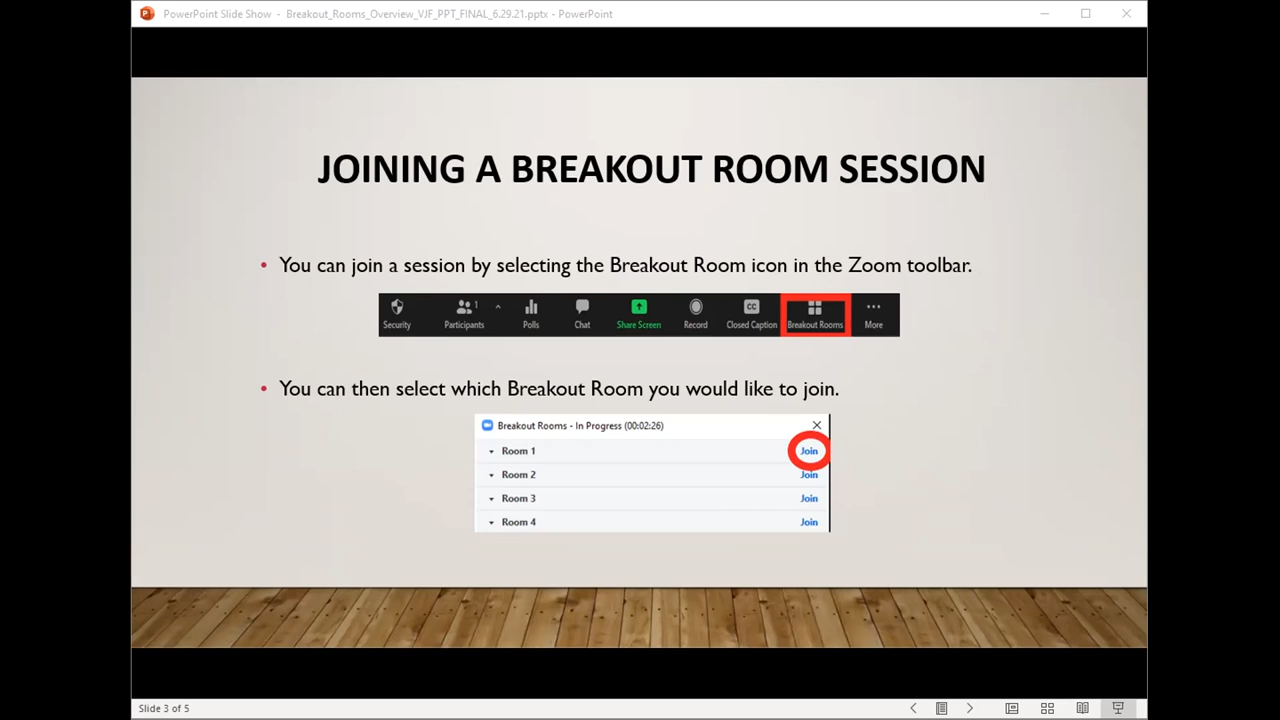 PowerPoint Slide Show - Breakout_Rooms_Overview_VJF_PPT_FINAL_6.29.21.pptx - PowerPoint
JOINING A BREAKOUT ROOM SESSION
• You can join a session by selecting the Breakout Room icon in the Zoom toolbar.
1
CC
Security Participants Polls Chat Share Screen Record Closed Caption Breakout Rooms More
• You can then select which Breakout Room you would like to join.
Breakout Rooms - In Progress (00:02:26)
Room 1 Join
Room 2 Join
Room 3 Join
Room 4 Join
Slide 3 of 5